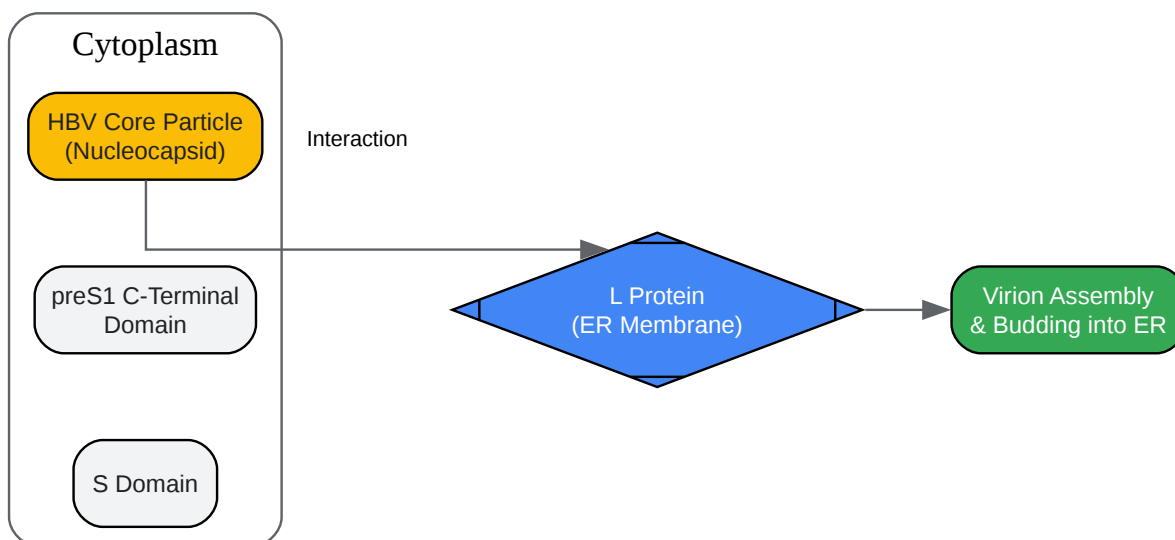 Cytoplasm
HBV Core Particle
(Nucleocapsid)
Interaction
preS1 C-Terminal
Domain
L Protein
(ER Membrane)
Virion Assembly
& Budding into ER
S Domain